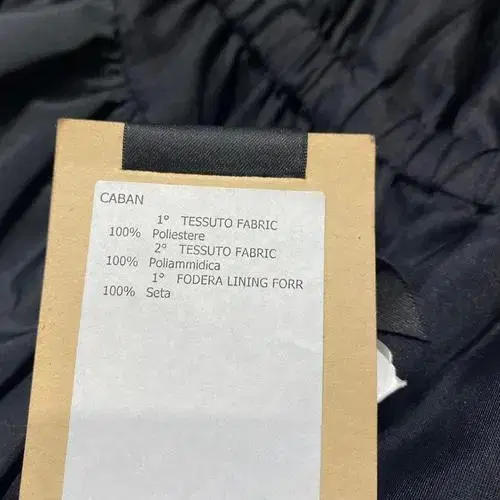 CABAN
1° TESSUTO FABRIC
100% Poliestere
2° TESSUTO FABRIC
100% Poliammidica
1° FODERA LINING FORR
100% Seta